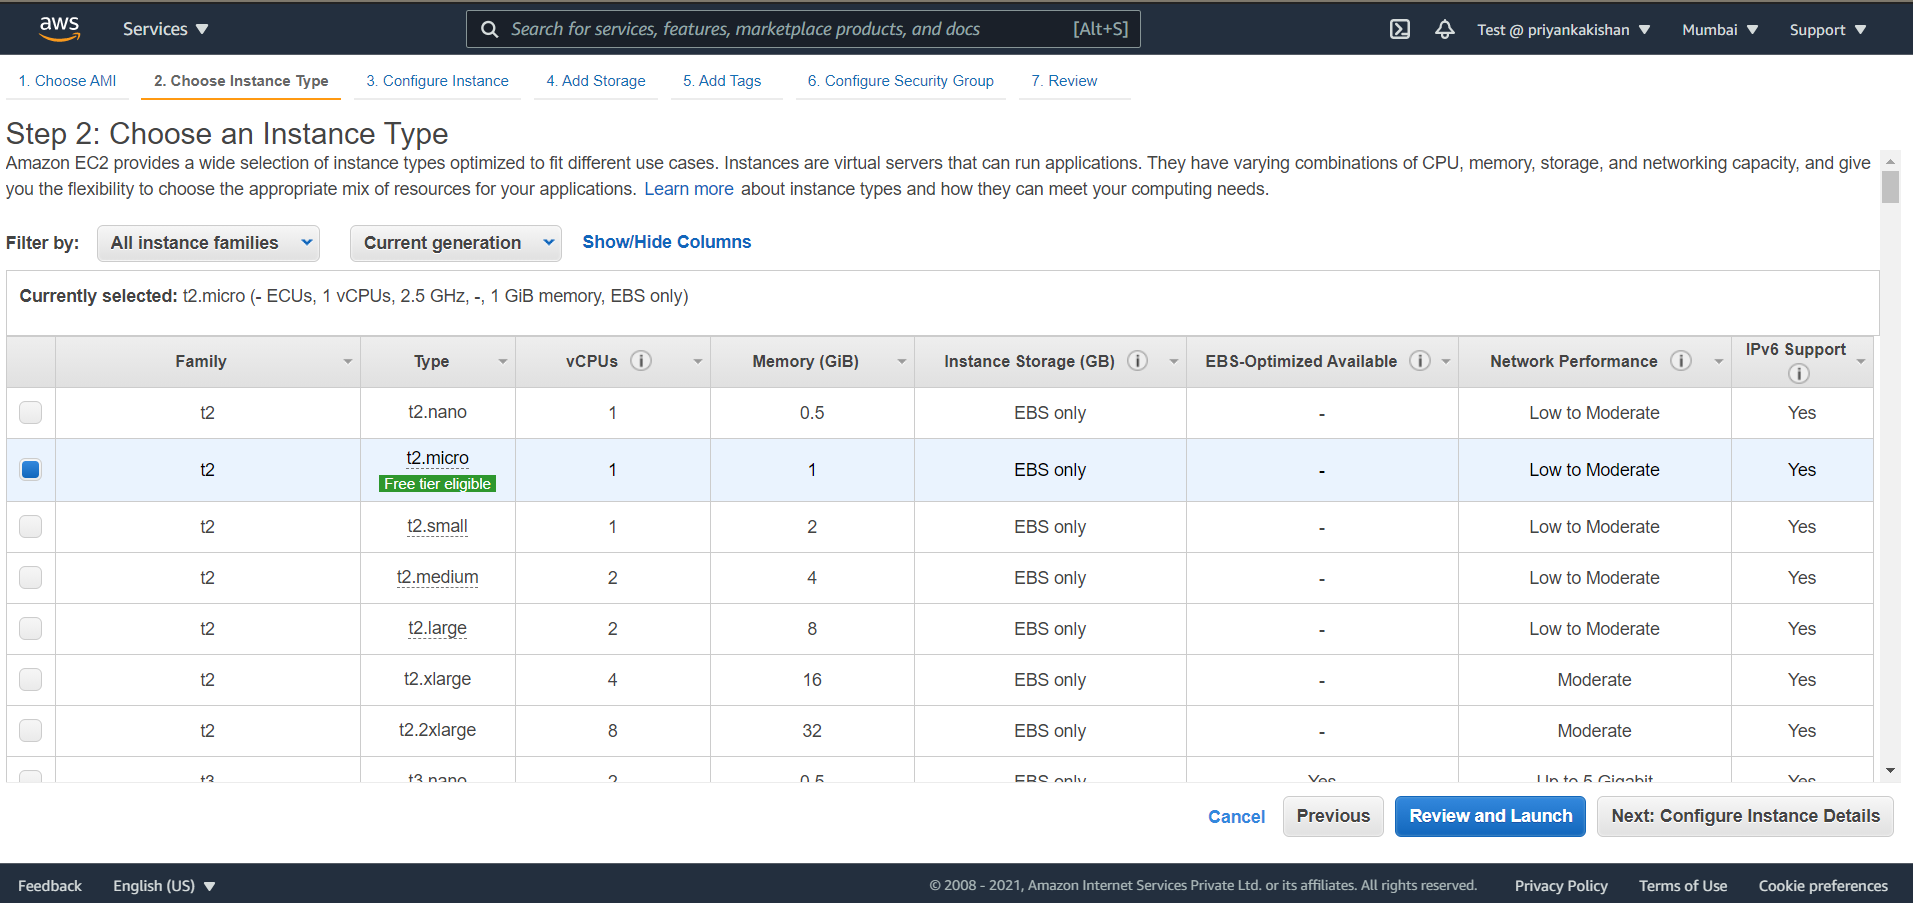 aws Services Search for services, features, marketplace products, and docs [Alt+S] Test @ priyankakishan Mumbai Support
1. Choose AMI 2. Choose Instance Type 3. Configure Instance 4. Add Storage 5. Add Tags 6. Configure Security Group 7. Review
Step 2: Choose an Instance Type
Amazon EC2 provides a wide selection of instance types optimized to fit different use cases. Instances are virtual servers that can run applications. They have varying combinations of CPU, memory, storage, and networking capacity, and give
you the flexibility to choose the appropriate mix of resources for your applications. Learn more about instance types and how they can meet your computing needs.
Filter by: All instance families Current generation Show/Hide Columns
Currently selected: t2.micro (- ECUs, 1 vCPUs, 2.5 GHz, -, 1 GiB memory, EBS only)
Family Type vCPUs Memory (GiB) Instance Storage (GB) EBS-Optimized Available Network Performance IPv6 Support
t2 t2.nano 1 0.5 EBS only - Low to Moderate Yes
t2 t2.micro Free tier eligible 1 1 EBS only - Low to Moderate Yes
t2 t2.small 1 2 EBS only - Low to Moderate Yes
t2 t2.medium 2 4 EBS only - Low to Moderate Yes
t2 t2.large 2 8 EBS only - Low to Moderate Yes
t2 t2.xlarge 4 16 EBS only - Moderate Yes
t2 t2.2xlarge 8 32 EBS only - Moderate Yes
t3 t3.nano 2 0.5 EBS only Yes Up to 5 Gigabit Yes
Cancel Previous Review and Launch Next: Configure Instance Details
Feedback English (US) © 2008 - 2021, Amazon Internet Services Private Ltd. or its affiliates. All rights reserved. Privacy Policy Terms of Use Cookie preferences